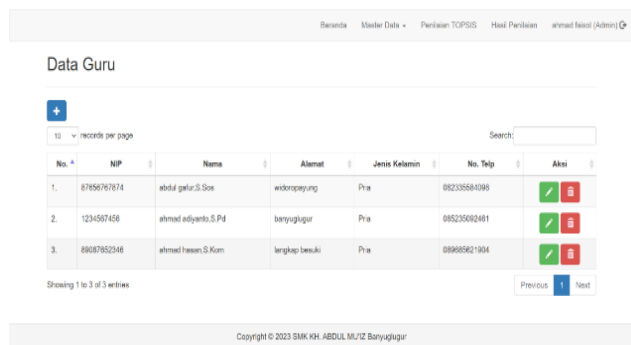 Beranda Master Data Penilaian TOPSIS Hasil Penilaian ahmad faisol (Admin)
Data Guru
+
10 records per page Search:
No. NIP Nama Alamat Jenis Kelamin No. Telp Aksi
1. 87656767874 abdul gafur,S.Sos widoropayung Pria 082335584098
2. 1234567456 ahmad adiyanto,S.Pd banyuglugur Pria 085235092461
3. 89087652346 ahmad hasan,S.Kom langkap besuki Pria 089685621904
Showing 1 to 3 of 3 entries Previous 1 Next
Copyright © 2023 SMK KH. ABDUL MU'IZ Banyuglugur